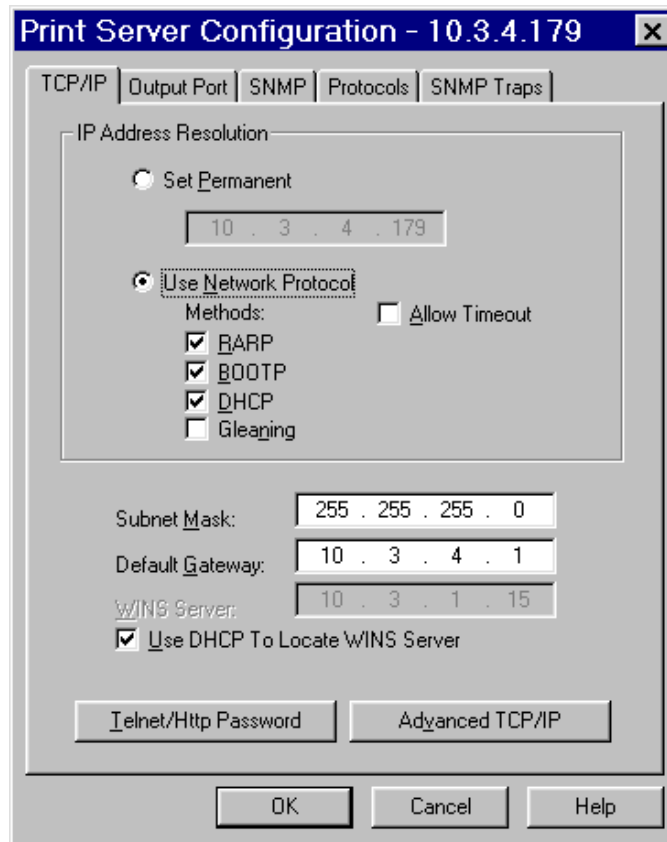 Print Server Configuration - 10.3.4.179
TCP/IP Output Port SNMP Protocols SNMP Traps
IP Address Resolution
Set Permanent
10 . 3 . 4 . 179
Use Network Protocol
Methods: Allow Timeout
RARP
BOOTP
DHCP
Gleaning
Subnet Mask: 255 . 255 . 255 . 0
Default Gateway: 10 . 3 . 4 . 1
WINS Server: 10 . 3 . 1 . 15
Use DHCP To Locate WINS Server
Telnet/Http Password Advanced TCP/IP
OK Cancel Help